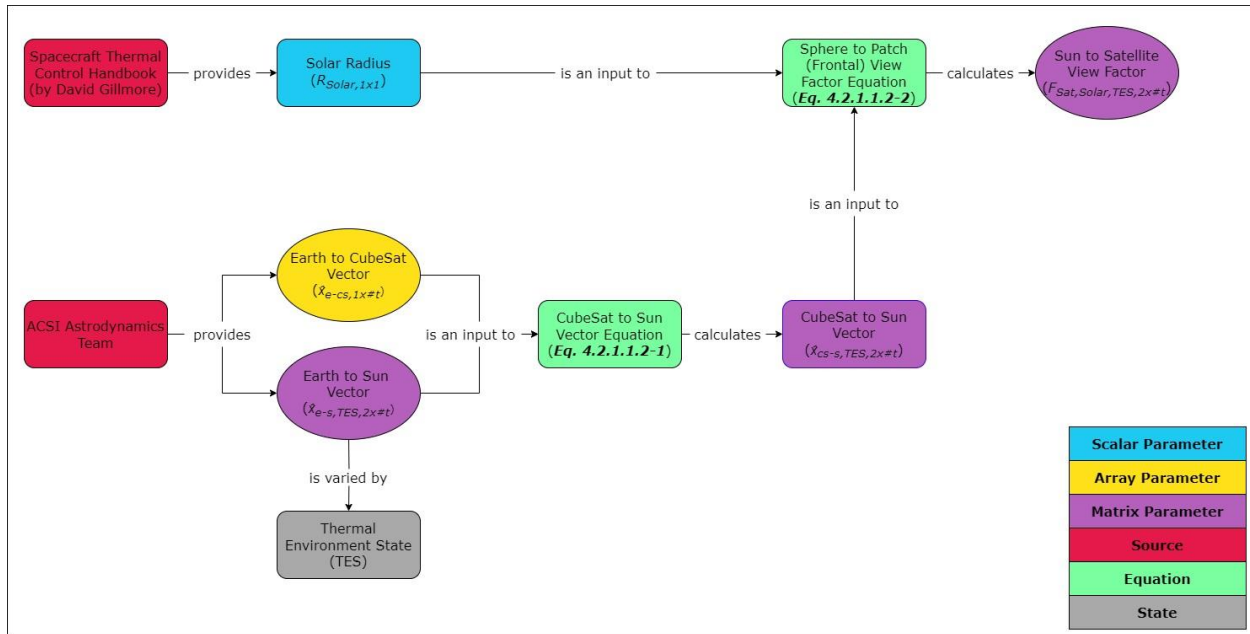 Spacecraft Thermal
Control Handbook
(by David Gillmore)
provides
Solar Radius
(R_Solar,1x1)
is an input to
Sphere to Patch
(Frontal) View
Factor Equation
(Eq. 4.2.1.1.2-2)
calculates
Sun to Satellite
View Factor
(F_Sat,Solar,TES,2x#t)
is an input to
ACSI Astrodynamics
Team
provides
Earth to CubeSat
Vector
(x̂_e-cs,1x#t)
Earth to Sun
Vector
(x̂_e-s,TES,2x#t)
is an input to
CubeSat to Sun
Vector Equation
(Eq. 4.2.1.1.2-1)
calculates
CubeSat to Sun
Vector
(x̂_cs-s,TES,2x#t)
is varied by
Thermal
Environment State
(TES)
Scalar Parameter
Array Parameter
Matrix Parameter
Source
Equation
State